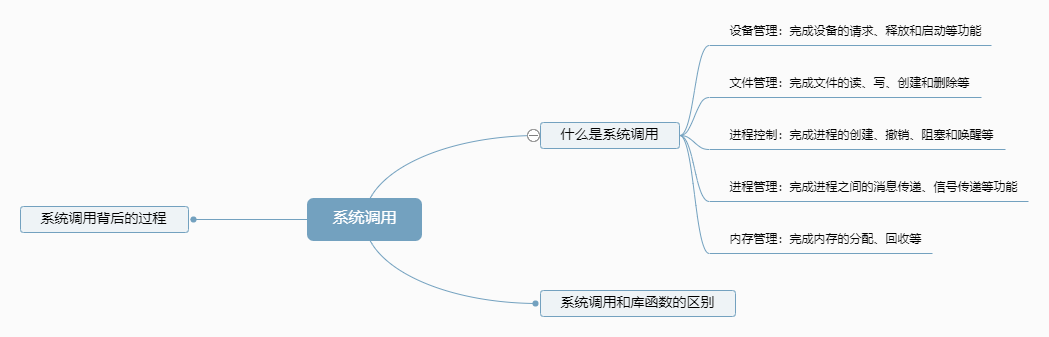 设备管理：完成设备的请求、释放和启动等功能
文件管理：完成文件的读、写、创建和删除等
什么是系统调用
进程控制：完成进程的创建、撤销、阻塞和唤醒等
进程管理：完成进程之间的消息传递、信号传递等功能
系统调用背后的过程
系统调用
内存管理：完成内存的分配、回收等
系统调用和库函数的区别